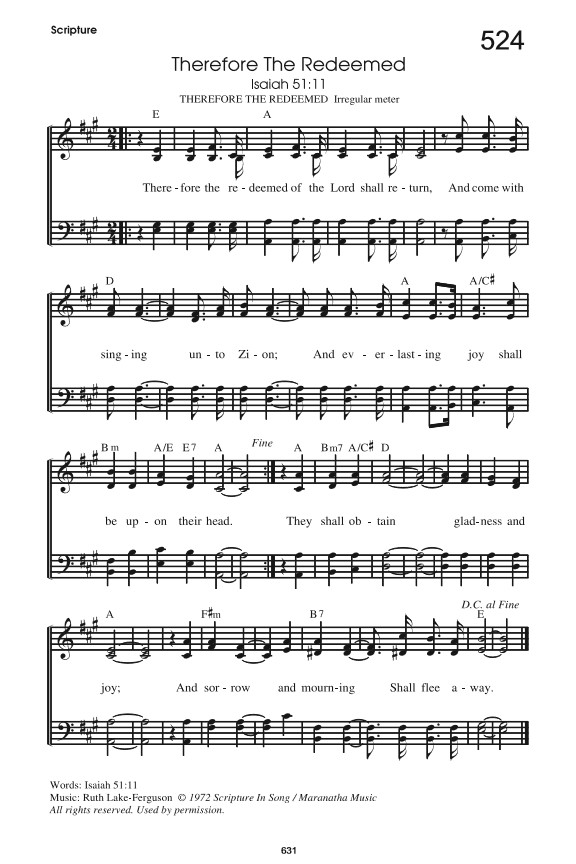 Scripture
524
Therefore The Redeemed
Isaiah 51:11
THEREFORE THE REDEEMED Irregular meter
E A
There - fore the re - deemed of the Lord shall re - turn, And come with
D A A/C♯
sing - ing un - to Zi - on; And ev - er - last - ing joy shall
Bm A/E E7 A Fine A Bm7 A/C♯ D
be up - on their head. They shall ob - tain glad - ness and
D.C. al Fine
A F♯m B7 E
joy; And sor - row and mourn - ing Shall flee a - way.
Words: Isaiah 51:11
Music: Ruth Lake-Ferguson © 1972 Scripture In Song / Maranatha Music
All rights reserved. Used by permission.
631